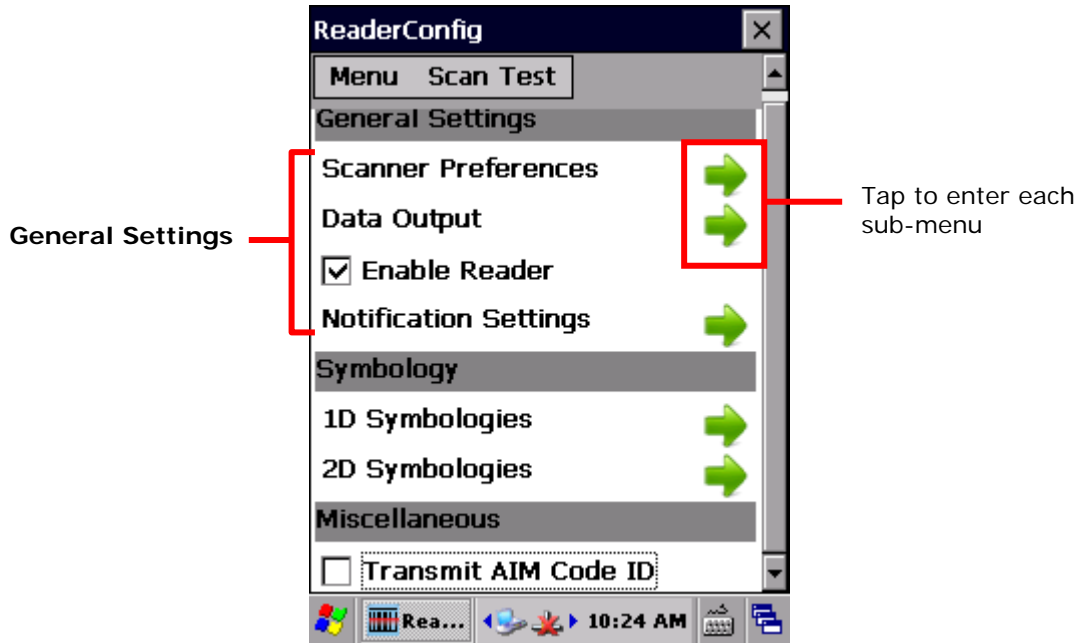 ReaderConfig
Menu Scan Test
General Settings
Scanner Preferences
Data Output
Enable Reader
Notification Settings
Symbology
1D Symbologies
2D Symbologies
Miscellaneous
Transmit AIM Code ID
Rea... 10:24 AM
General Settings
Tap to enter each
sub-menu